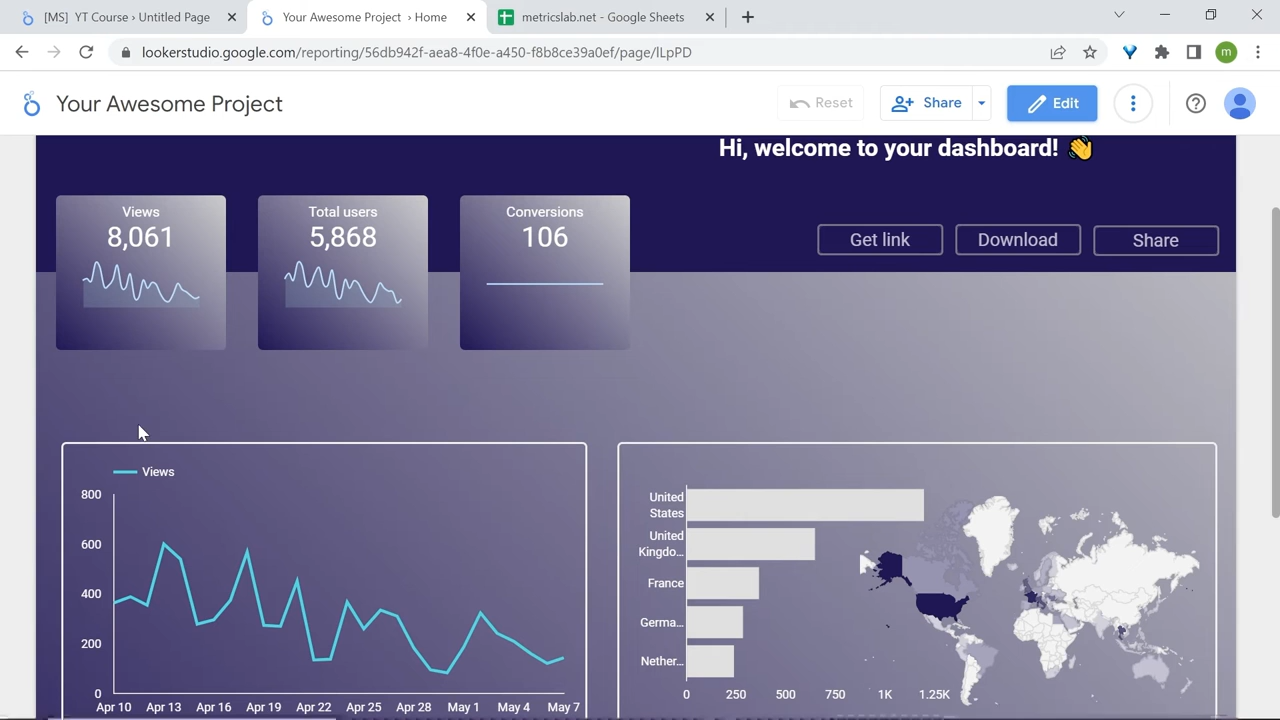 [MS] YT Course › Untitled Page
Your Awesome Project › Home
metricslab.net - Google Sheets
lookerstudio.google.com/reporting/56db942f-aea8-4f0e-a450-f8b8ce39a0ef/page/lLpPD
m
Your Awesome Project
Reset
Share
Edit
Hi, welcome to your dashboard! 👋
Views
8,061
Total users
5,868
Conversions
106
Get link
Download
Share
Views
800
600
400
200
0
Apr 10
Apr 13
Apr 16
Apr 19
Apr 22
Apr 25
Apr 28
May 1
May 4
May 7
United
States
United
Kingdo...
France
Germa...
Nether...
0
250
500
750
1K
1.25K